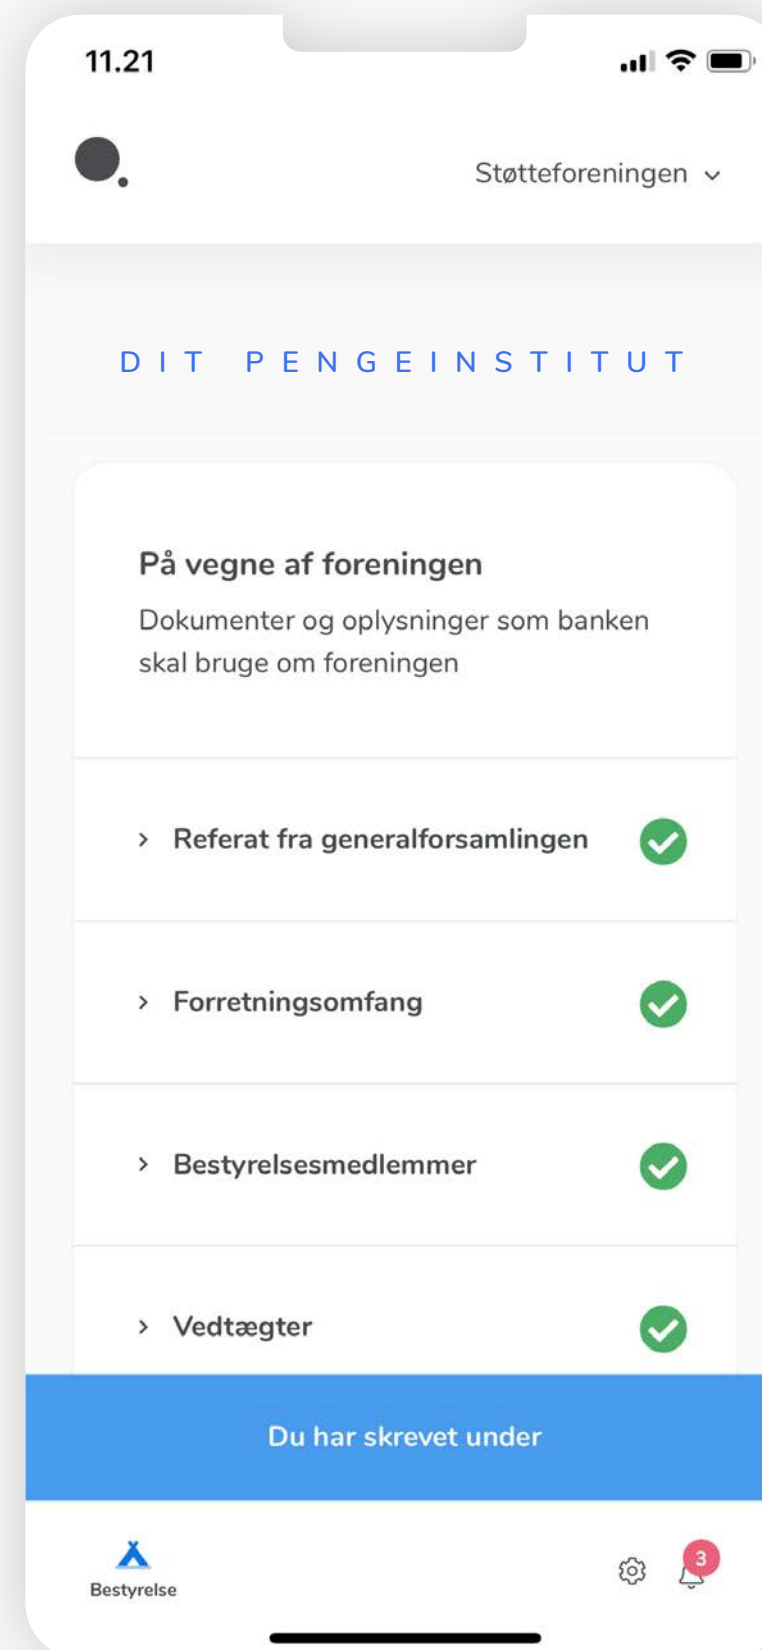 11.21
Støtteforeningen
DIT PENGEINSTITUT
På vegne af foreningen
Dokumenter og oplysninger som banken
skal bruge om foreningen
Referat fra generalforsamlingen
Forretningsomfang
Bestyrelsesmedlemmer
Vedtægter
Du har skrevet under
3
Bestyrelse